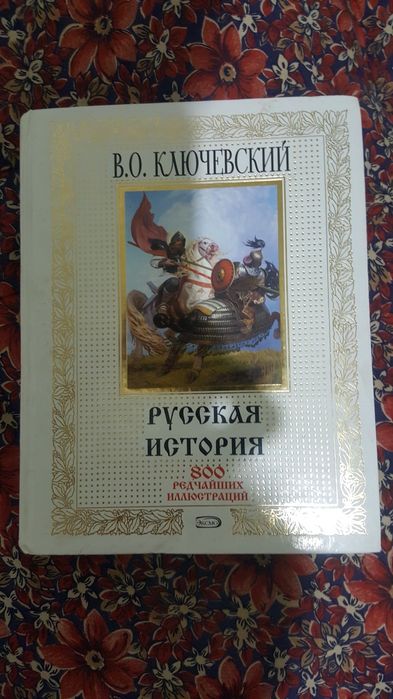 В.О. КЛЮЧЕВСКИЙ
РУССКАЯ
ИСТОРИЯ
800
РЕДЧАЙШИХ
ИЛЛЮСТРАЦИЙ
ЭКСМО